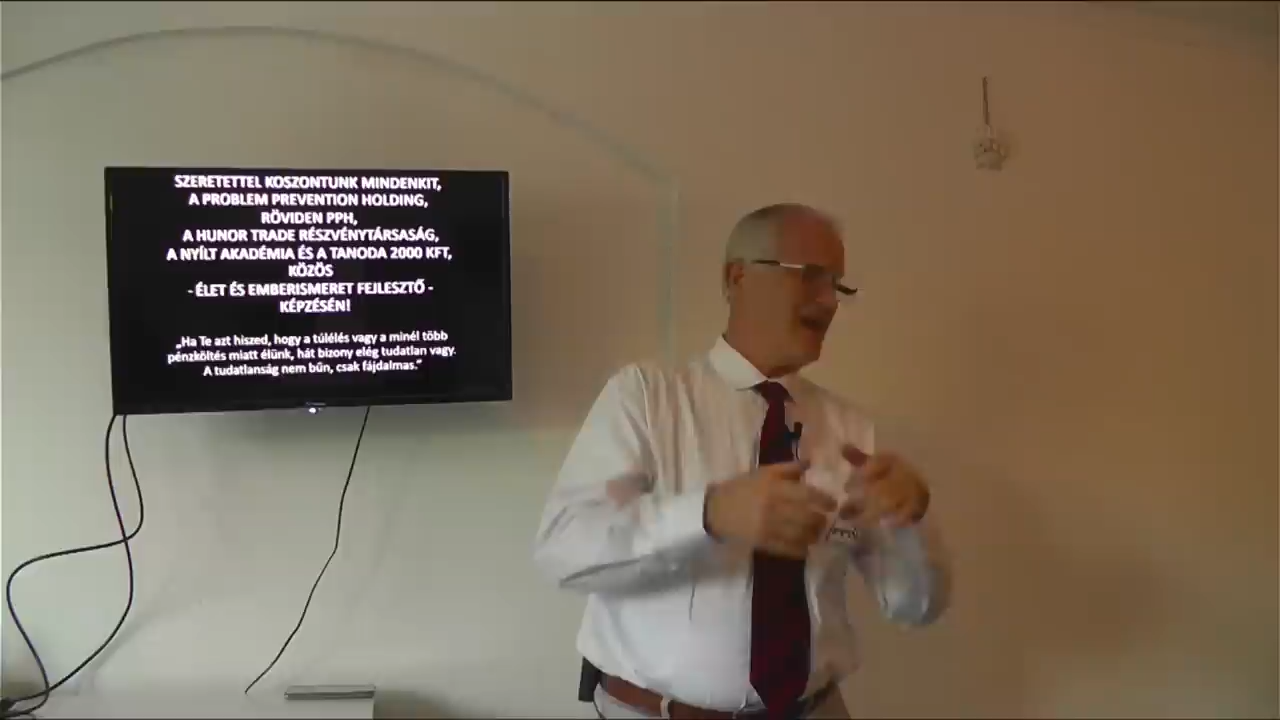 SZERETETTEL KÖSZÖNTÜNK MINDENKIT,
A PROBLEM PREVENTION HOLDING,
RÖVIDEN PPH,
A HUNOR TRADE RÉSZVÉNYTÁRSASÁG,
A NYÍLT AKADÉMIA ÉS A TANODA 2000 KFT,
KÖZÖS
- ÉLET ÉS EMBERISMERET FEJLESZTŐ -
KÉPZÉSÉN!
„Ha Te azt hiszed, hogy a túlélés vagy a minél több
pénzköltés miatt élünk, hát bizony elég tudatlan vagy.
A tudatlanság nem bűn, csak fájdalmas.”